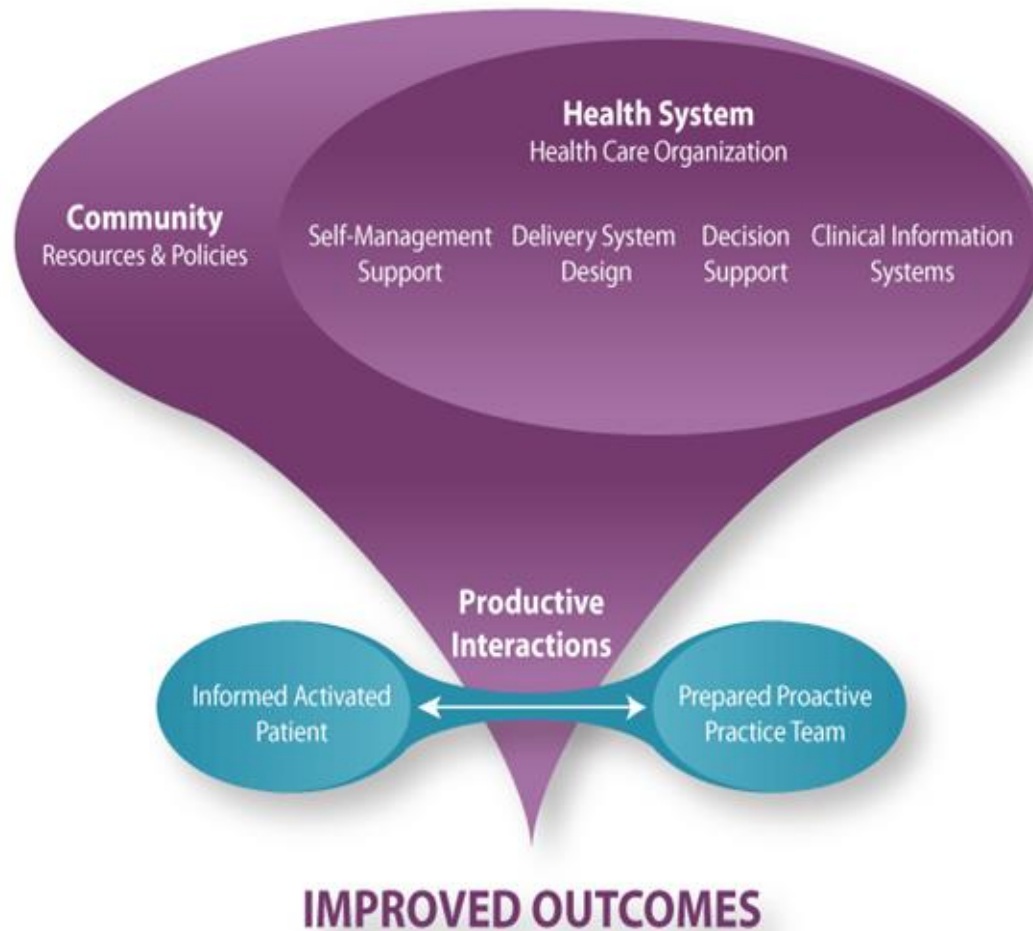 Health System
Health Care Organization
Community
Resources & Policies
Self-Management
Support
Delivery System
Design
Decision
Support
Clinical Information
Systems
Productive
Interactions
Informed Activated
Patient
Prepared Proactive
Practice Team
IMPROVED OUTCOMES